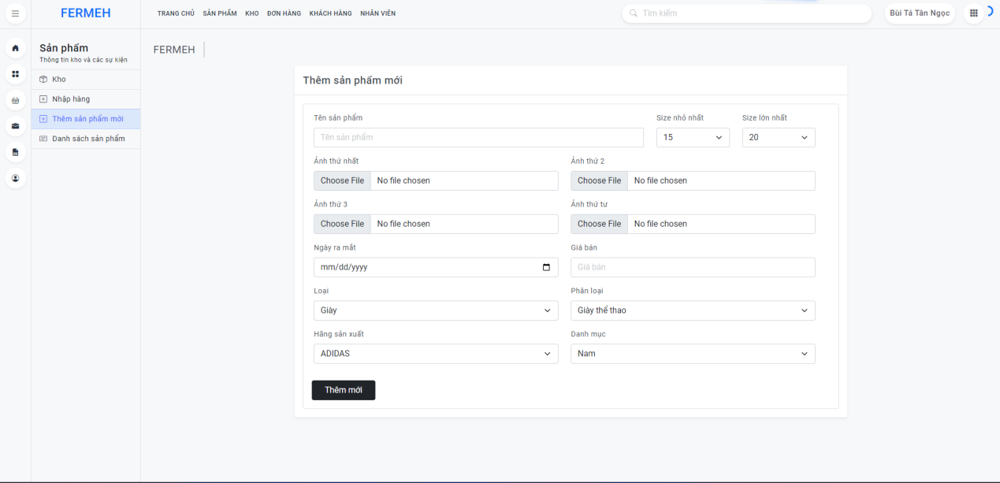 FERMEH
TRANG CHỦ SẢN PHẨM KHO ĐƠN HÀNG KHÁCH HÀNG NHÂN VIÊN
Tìm kiếm
Bùi Tá Tân Ngọc
Sản phẩm
Thông tin kho và các sự kiện
Kho
Nhập hàng
Thêm sản phẩm mới
Danh sách sản phẩm
FERMEH
Thêm sản phẩm mới
Tên sản phẩm
Size nhỏ nhất
Size lớn nhất
Tên sản phẩm
15
20
Ảnh thứ nhất
Ảnh thứ 2
Choose File No file chosen
Choose File No file chosen
Ảnh thứ 3
Ảnh thứ tư
Choose File No file chosen
Choose File No file chosen
Ngày ra mắt
Giá bán
mm/dd/yyyy
Giá bán
Loại
Phân loại
Giày
Giày thể thao
Hãng sản xuất
Danh mục
ADIDAS
Nam
Thêm mới